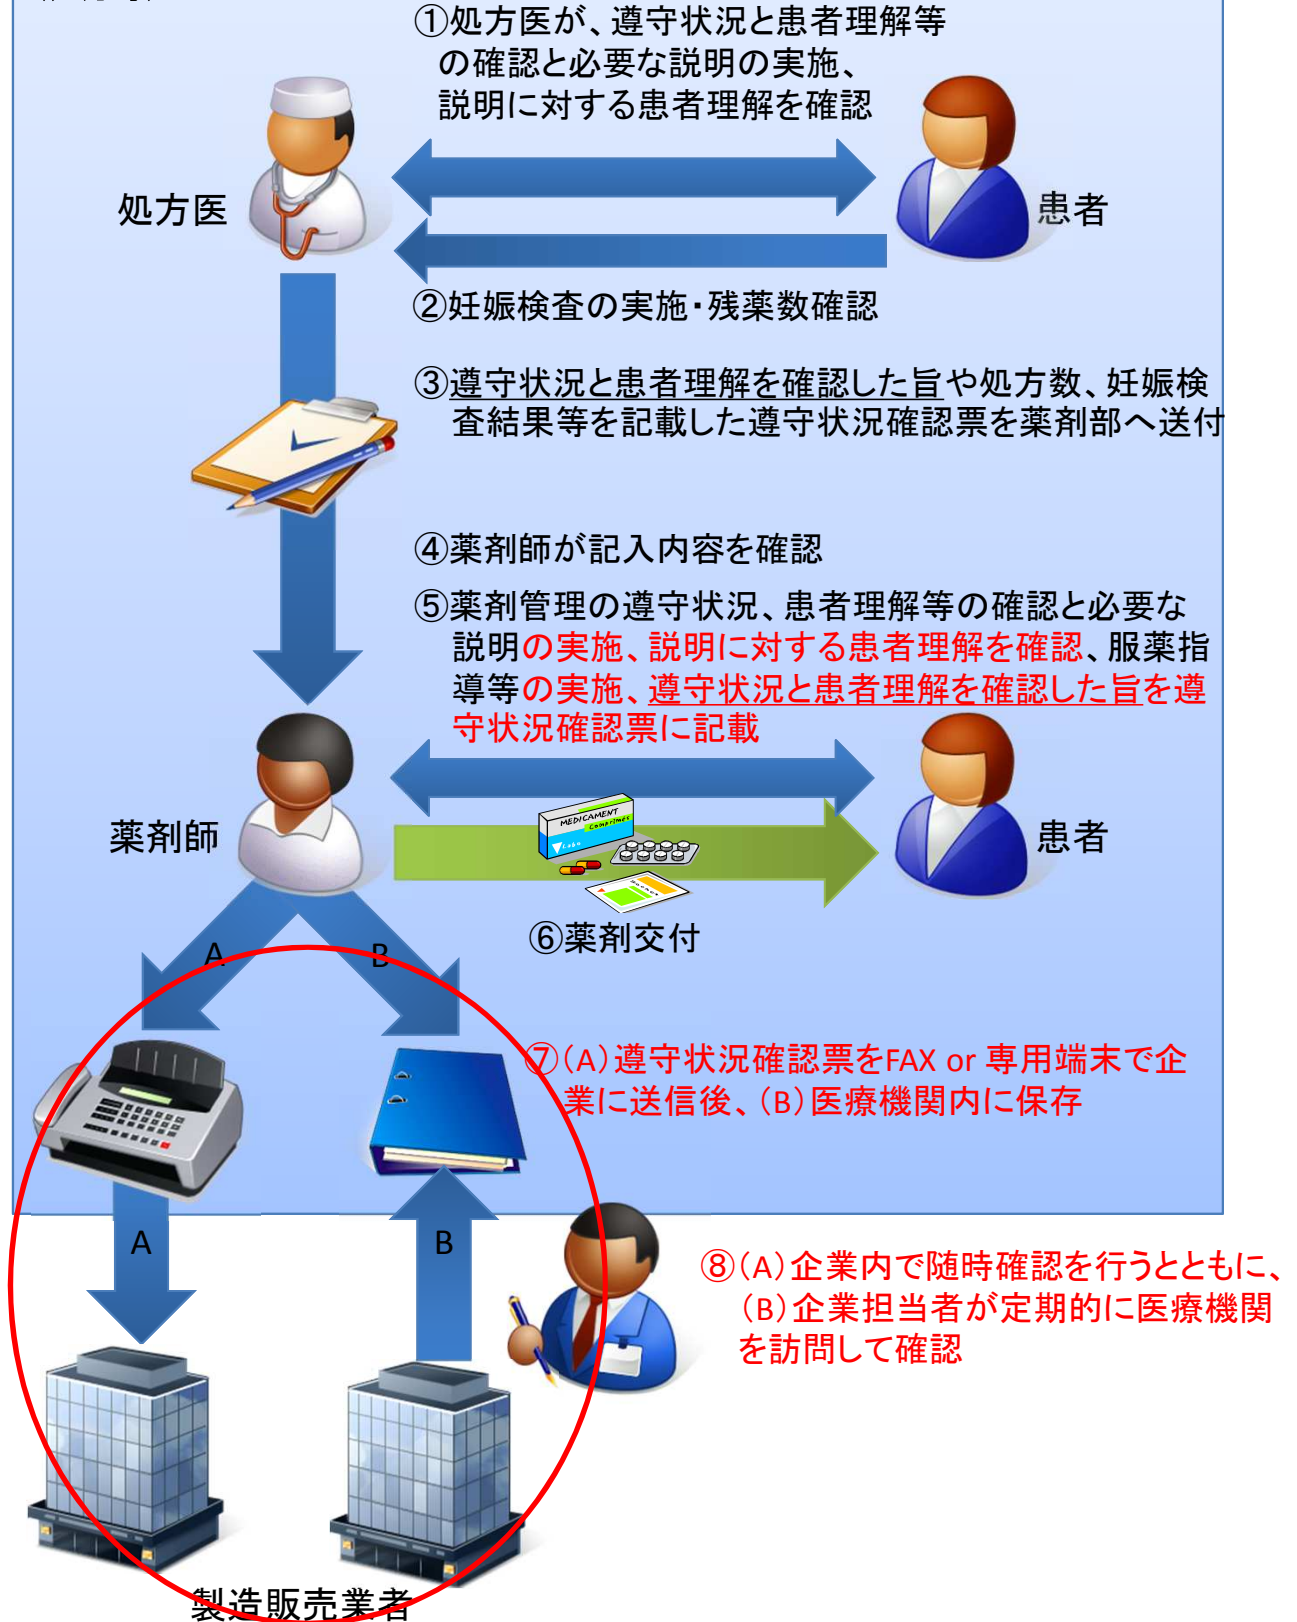 ①処方医が、遵守状況と患者理解等
の確認と必要な説明の実施、
説明に対する患者理解を確認
処方医
患者
②妊娠検査の実施・残薬数確認
③遵守状況と患者理解を確認した旨や処方数、妊娠検
査結果等を記載した遵守状況確認票を薬剤部へ送付
④薬剤師が記入内容を確認
⑤薬剤管理の遵守状況、患者理解等の確認と必要な
説明の実施、説明に対する患者理解を確認、服薬指
導等の実施、遵守状況と患者理解を確認した旨を遵
守状況確認票に記載
薬剤師
MEDICAMENT
Comprimes
Labo
患者
⑥薬剤交付
A
B
⑦(A)遵守状況確認票をFAX or 専用端末で企
業に送信後、(B)医療機関内に保存
A
B
⑧(A)企業内で随時確認を行うとともに、
(B)企業担当者が定期的に医療機関
を訪問して確認
製造販売業者